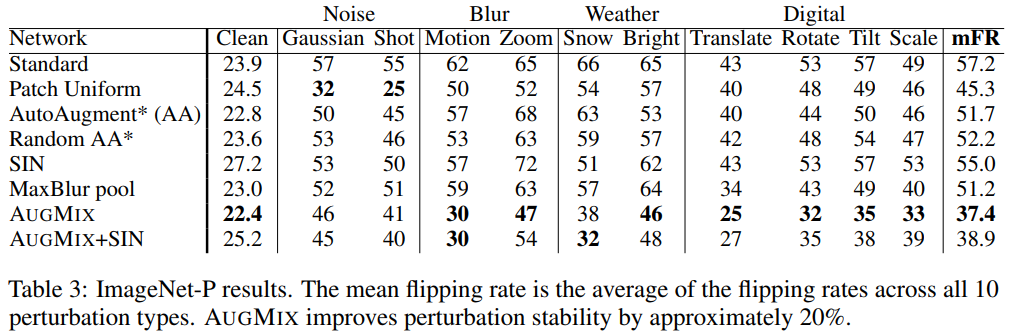 Noise Blur Weather Digital
Network Clean Gaussian Shot Motion Zoom Snow Bright Translate Rotate Tilt Scale mFR
Standard 23.9 57 55 62 65 66 65 43 53 57 49 57.2
Patch Uniform 24.5 32 25 50 52 54 57 40 48 49 46 45.3
AutoAugment* (AA) 22.8 50 45 57 68 63 53 40 44 50 46 51.7
Random AA* 23.6 53 46 53 63 59 57 42 48 54 47 52.2
SIN 27.2 53 50 57 72 51 62 43 53 57 53 55.0
MaxBlur pool 23.0 52 51 59 63 57 64 34 43 49 40 51.2
AUGMIX 22.4 46 41 30 47 38 46 25 32 35 33 37.4
AUGMIX+SIN 25.2 45 40 30 54 32 48 27 35 38 39 38.9
Table 3: ImageNet-P results. The mean flipping rate is the average of the flipping rates across all 10
perturbation types. AUGMIX improves perturbation stability by approximately 20%.